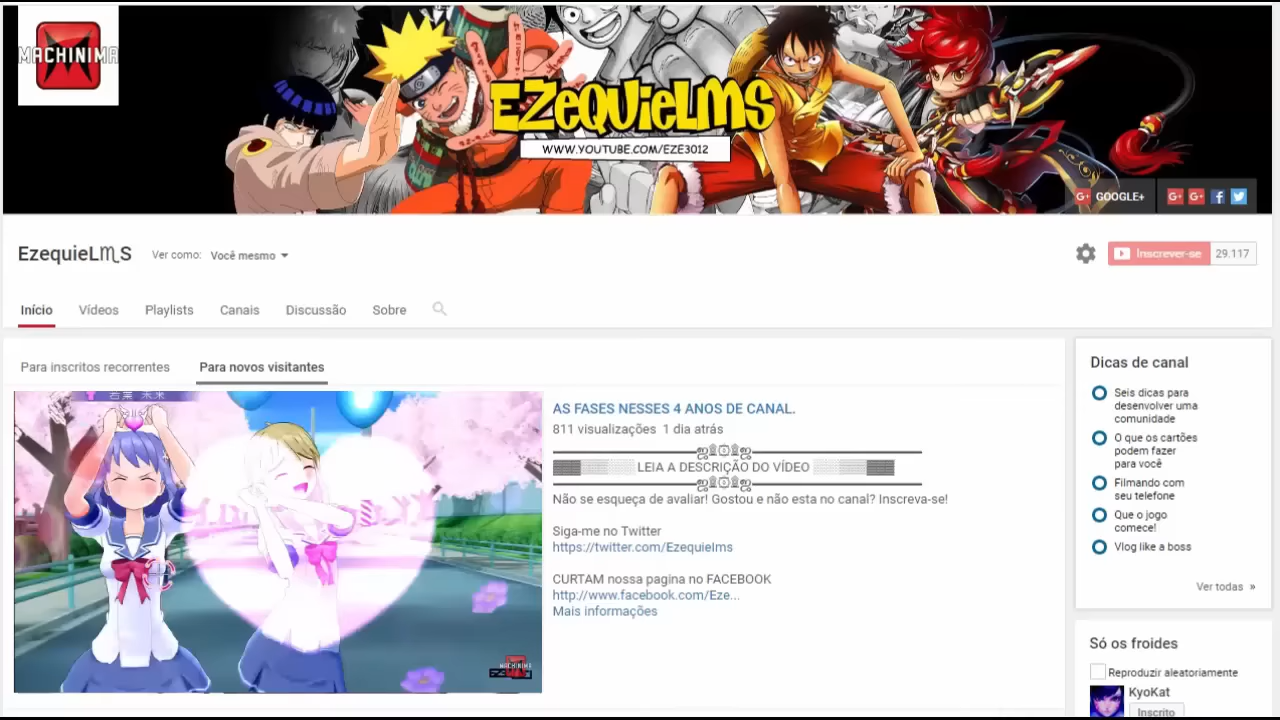 MACHINIMA
EZEQUIELMS
WWW.YOUTUBE.COM/EZE3012
GOOGLE+
EzequieLɱS
Ver como: Você mesmo
Inscrever-se 29.117
Início Vídeos Playlists Canais Discussão Sobre
Para inscritos recorrentes Para novos visitantes
AS FASES NESSES 4 ANOS DE CANAL.
811 visualizações 1 dia atrás
LEIA A DESCRIÇÃO DO VÍDEO
Não se esqueça de avaliar! Gostou e não esta no canal? Inscreva-se!
Siga-me no Twitter
https://twitter.com/Ezequielms
CURTAM nossa pagina no FACEBOOK
http://www.facebook.com/Eze...
Mais informações
MACHINIMA
Dicas de canal
Seis dicas para
desenvolver uma
comunidade
O que os cartões
podem fazer
para você
Filmando com
seu telefone
Que o jogo
comece!
Vlog like a boss
Ver todas »
Só os froides
Reproduzir aleatoriamente
KyoKat
Inscrito